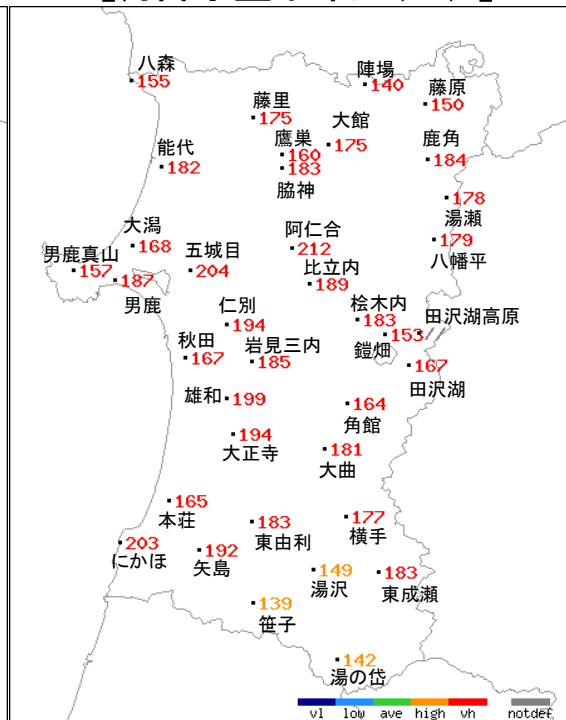 八森
155
陣場
140
藤原
150
藤里
175
大館
175
鷹巣
160
183
脇神
鹿角
184
能代
182
178
湯瀬
179
八幡平
大潟
168
男鹿真山
157
187
男鹿
五城目
204
阿仁合
212
比立内
189
仁別
194
桧木内
183
田沢湖高原
153
鎧畑
秋田
167
岩見三内
185
167
田沢湖
雄和
199
164
角館
194
大正寺
181
大曲
165
本荘
183
東由利
177
横手
203
にかほ
192
矢島
149
湯沢
183
東成瀬
139
笹子
142
湯の岱
vl low ave high vh notdef